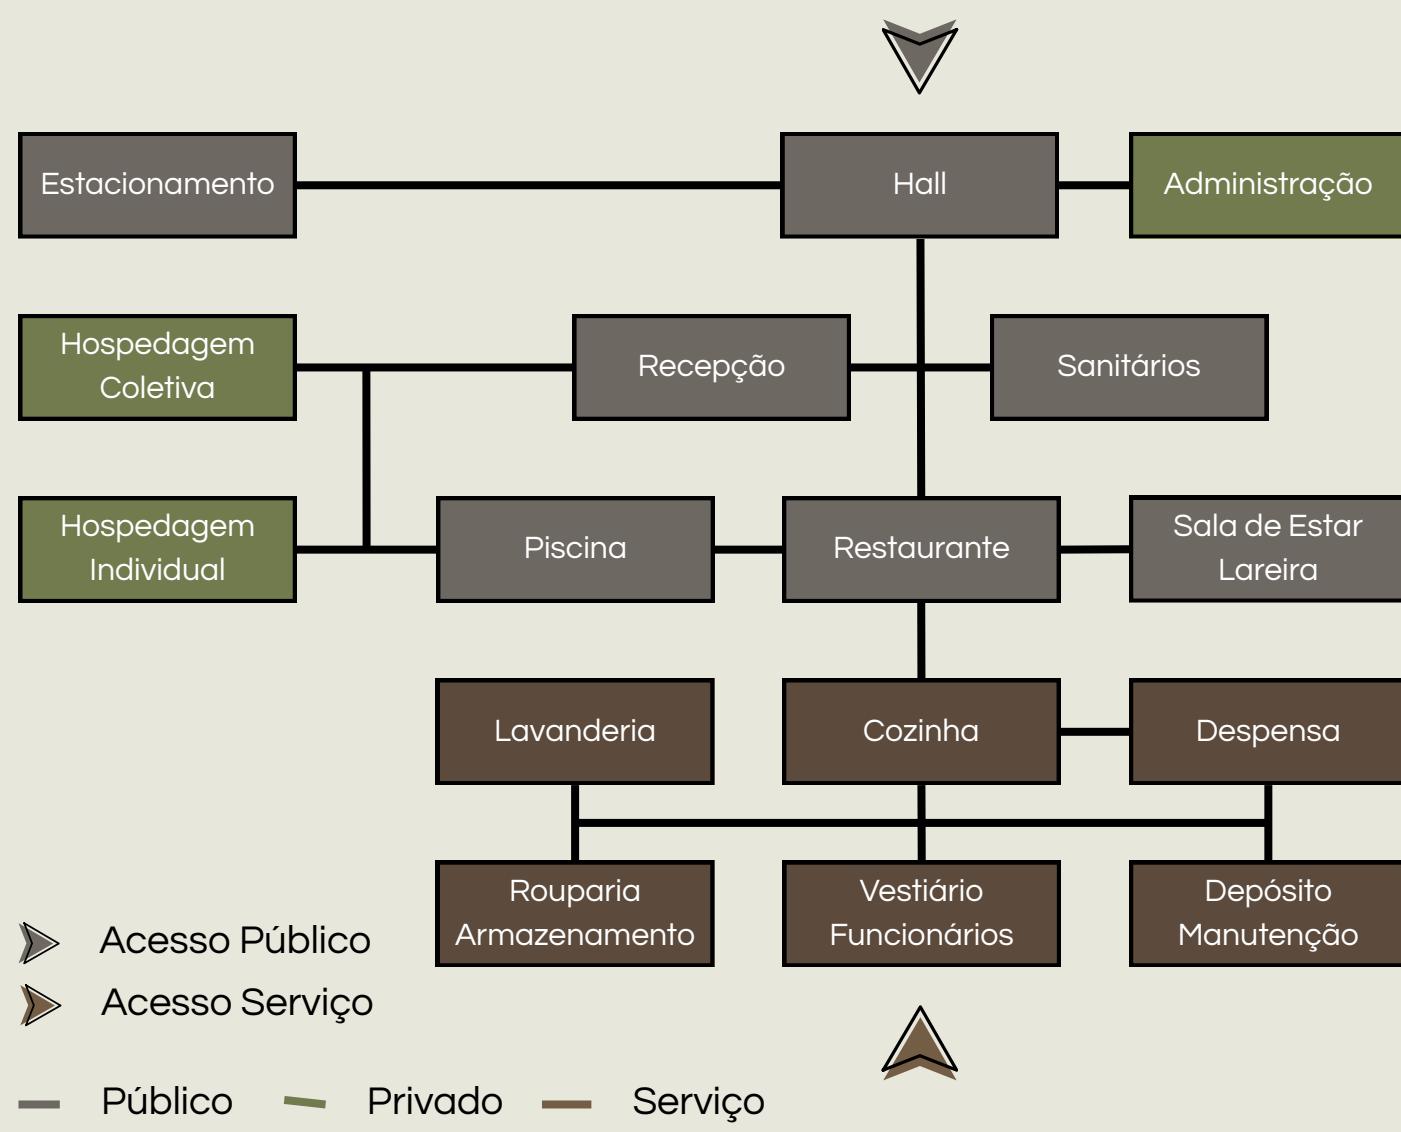 Estacionamento
Hall
Administração
Hospedagem
Coletiva
Recepção
Sanitários
Hospedagem
Individual
Piscina
Restaurante
Sala de Estar
Lareira
Lavanderia
Cozinha
Despensa
Rouparia
Armazenamento
Vestiário
Funcionários
Depósito
Manutenção
Acesso Público
Acesso Serviço
Público
Privado
Serviço